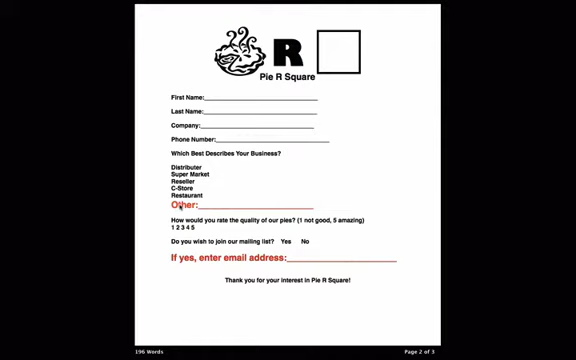 R
Pie R Square
First Name:
Last Name:
Company:
Phone Number:
Which Best Describes Your Business?
Distributer
Super Market
Reseller
C-Store
Restaurant
Other:
How would you rate the quality of our pies? (1 not good, 5 amazing)
1 2 3 4 5
Do you wish to join our mailing list? Yes No
If yes, enter email address:
Thank you for your interest in Pie R Square!
196 Words Page 2 of 3